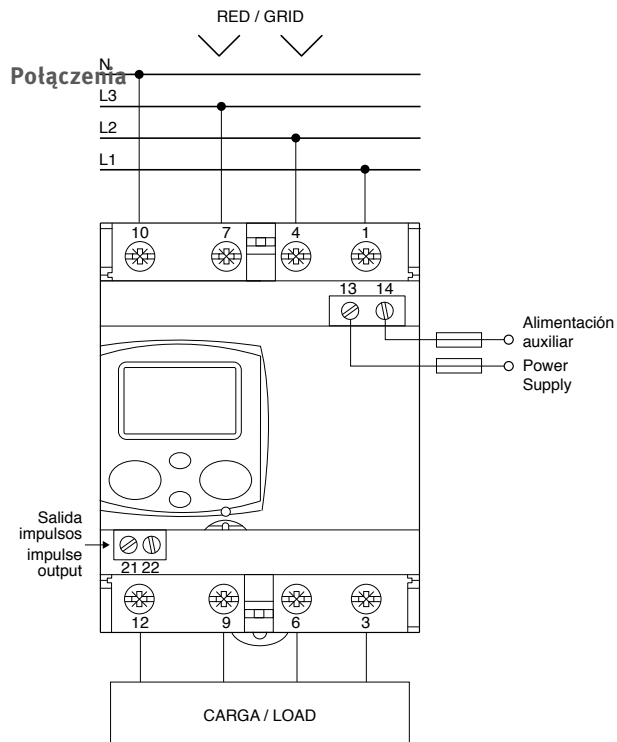 RED / GRID
Połączenia
N
L3
L2
L1
10 7 4 1
13 14
Alimentación
auxiliar
Power
Supply
Salida
impulsos
impulse
output
21 22
12 9 6 3
CARGA / LOAD